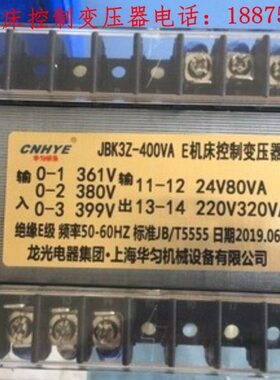 床控制变压器电话：18875
CNHYE
华匀机床
JBK3Z-400VA E机床控制变压器
输 0-1 361V 输 11-12 24V80VA
0-2 380V
入 0-3 399V 出 13-14 220V320VA
绝缘E级 频率50-60HZ 标准JB/T5555 日期2019.06
龙光电器集团·上海华匀机械设备有限公司